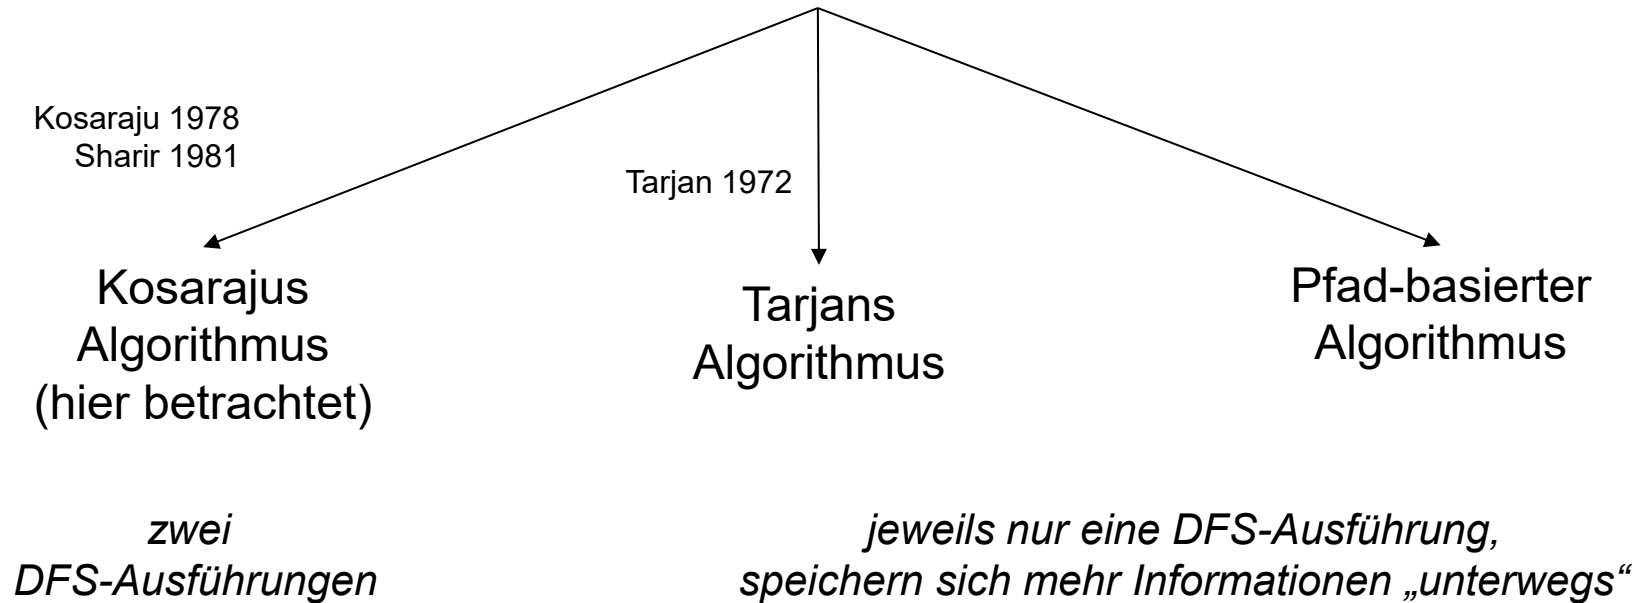 Kosaraju 1978
Sharir 1981
Tarjan 1972
Kosarajus
Algorithmus
(hier betrachtet)
Tarjans
Algorithmus
Pfad-basierter
Algorithmus
zwei
DFS-Ausführungen
jeweils nur eine DFS-Ausführung,
speichern sich mehr Informationen „unterwegs“